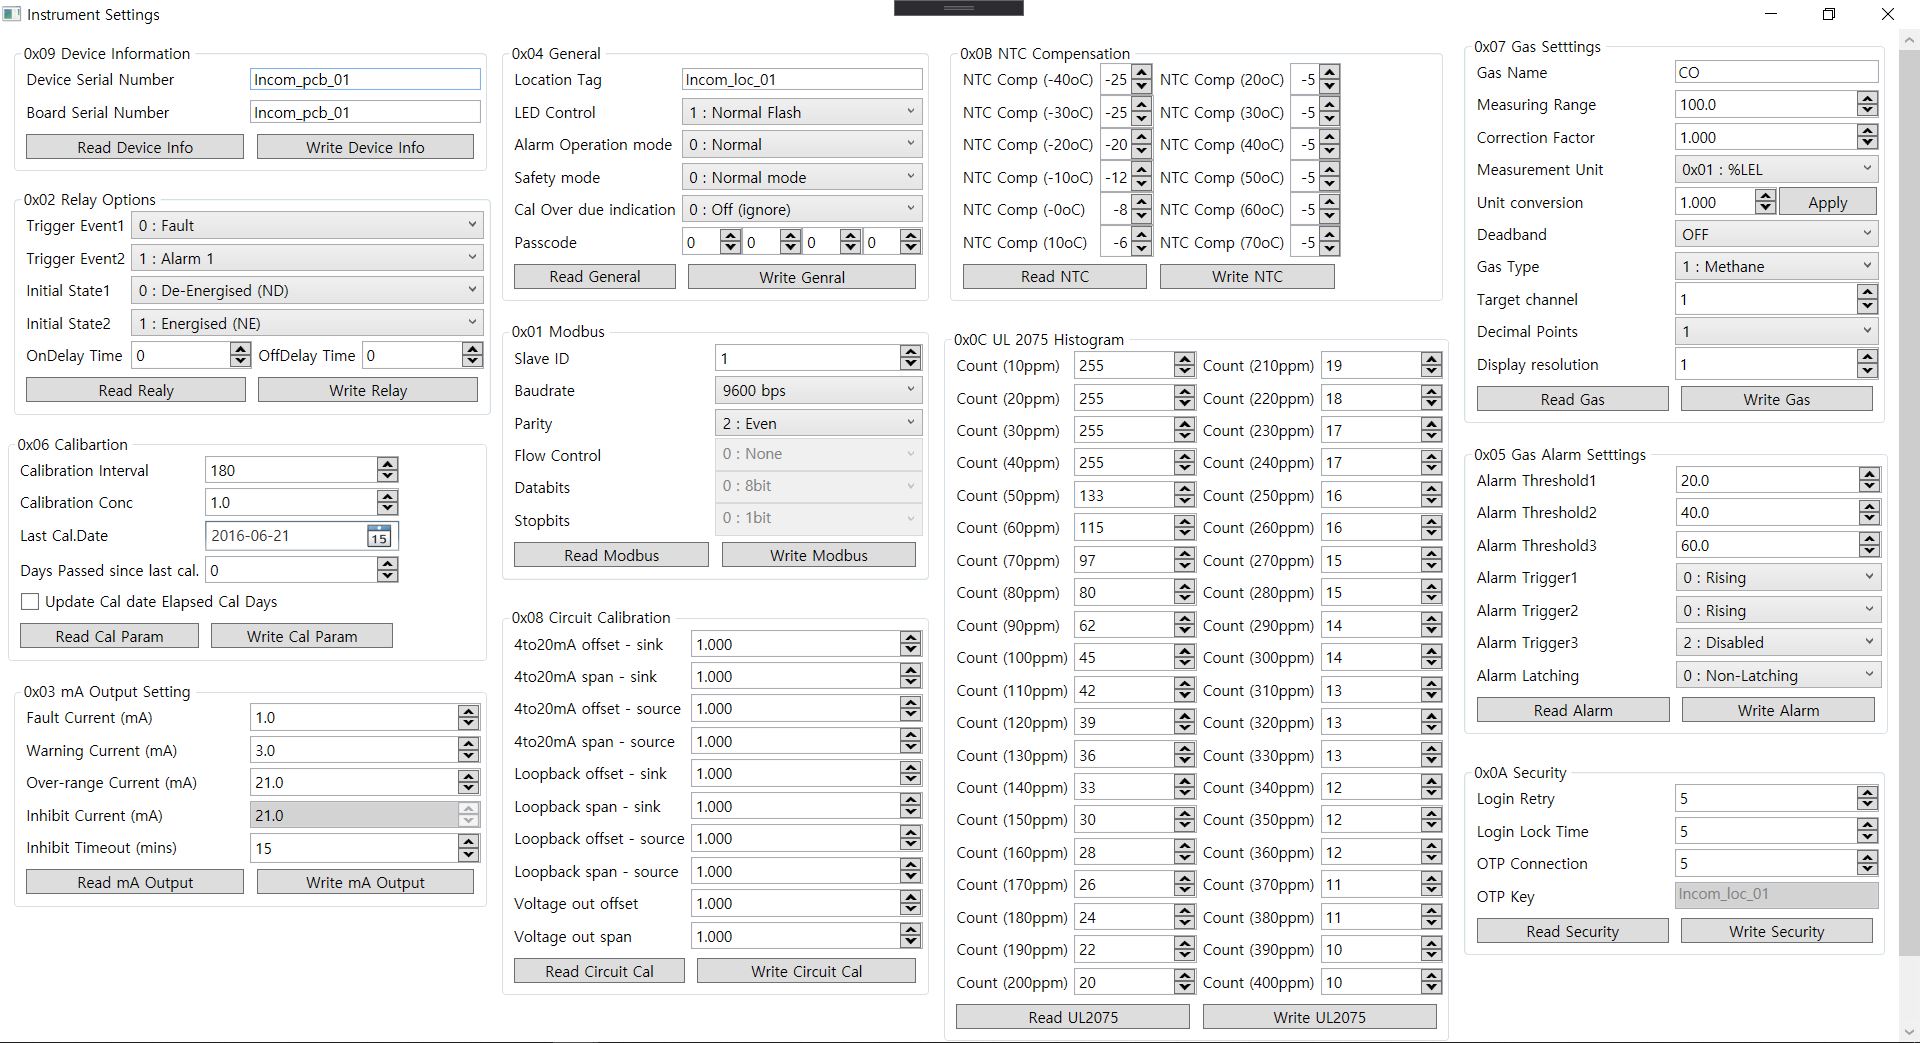 Instrument Settings
0x09 Device Information
Device Serial Number Incom_pcb_01
Board Serial Number Incom_pcb_01
Read Device Info Write Device Info
0x02 Relay Options
Trigger Event1 0 : Fault
Trigger Event2 1 : Alarm 1
Initial State1 0 : De-Energised (ND)
Initial State2 1 : Energised (NE)
OnDelay Time 0 OffDelay Time 0
Read Realy Write Relay
0x06 Calibartion
Calibration Interval 180
Calibration Conc 1.0
Last Cal.Date 2016-06-21 15
Days Passed since last cal. 0
Update Cal date Elapsed Cal Days
Read Cal Param Write Cal Param
0x03 mA Output Setting
Fault Current (mA) 1.0
Warning Current (mA) 3.0
Over-range Current (mA) 21.0
Inhibit Current (mA) 21.0
Inhibit Timeout (mins) 15
Read mA Output Write mA Output
0x04 General
Location Tag Incom_loc_01
LED Control 1 : Normal Flash
Alarm Operation mode 0 : Normal
Safety mode 0 : Normal mode
Cal Over due indication 0 : Off (ignore)
Passcode 0 0 0 0
Read General Write Genral
0x01 Modbus
Slave ID 1
Baudrate 9600 bps
Parity 2 : Even
Flow Control 0 : None
Databits 0 : 8bit
Stopbits 0 : 1bit
Read Modbus Write Modbus
0x08 Circuit Calibration
4to20mA offset - sink 1.000
4to20mA span - sink 1.000
4to20mA offset - source 1.000
4to20mA span - source 1.000
Loopback offset - sink 1.000
Loopback span - sink 1.000
Loopback offset - source 1.000
Loopback span - source 1.000
Voltage out offset 1.000
Voltage out span 1.000
Read Circuit Cal Write Circuit Cal
0x0B NTC Compensation
NTC Comp (-40oC) -25 NTC Comp (20oC) -5
NTC Comp (-30oC) -25 NTC Comp (30oC) -5
NTC Comp (-20oC) -20 NTC Comp (40oC) -5
NTC Comp (-10oC) -12 NTC Comp (50oC) -5
NTC Comp (-0oC) -8 NTC Comp (60oC) -5
NTC Comp (10oC) -6 NTC Comp (70oC) -5
Read NTC Write NTC
0x0C UL 2075 Histogram
Count (10ppm) 255 Count (210ppm) 19
Count (20ppm) 255 Count (220ppm) 18
Count (30ppm) 255 Count (230ppm) 17
Count (40ppm) 255 Count (240ppm) 17
Count (50ppm) 133 Count (250ppm) 16
Count (60ppm) 115 Count (260ppm) 16
Count (70ppm) 97 Count (270ppm) 15
Count (80ppm) 80 Count (280ppm) 15
Count (90ppm) 62 Count (290ppm) 14
Count (100ppm) 45 Count (300ppm) 14
Count (110ppm) 42 Count (310ppm) 13
Count (120ppm) 39 Count (320ppm) 13
Count (130ppm) 36 Count (330ppm) 13
Count (140ppm) 33 Count (340ppm) 12
Count (150ppm) 30 Count (350ppm) 12
Count (160ppm) 28 Count (360ppm) 12
Count (170ppm) 26 Count (370ppm) 11
Count (180ppm) 24 Count (380ppm) 11
Count (190ppm) 22 Count (390ppm) 10
Count (200ppm) 20 Count (400ppm) 10
Read UL2075 Write UL2075
0x07 Gas Setttings
Gas Name CO
Measuring Range 100.0
Correction Factor 1.000
Measurement Unit 0x01 : %LEL
Unit conversion 1.000 Apply
Deadband OFF
Gas Type 1 : Methane
Target channel 1
Decimal Points 1
Display resolution 1
Read Gas Write Gas
0x05 Gas Alarm Setttings
Alarm Threshold1 20.0
Alarm Threshold2 40.0
Alarm Threshold3 60.0
Alarm Trigger1 0 : Rising
Alarm Trigger2 0 : Rising
Alarm Trigger3 2 : Disabled
Alarm Latching 0 : Non-Latching
Read Alarm Write Alarm
0x0A Security
Login Retry 5
Login Lock Time 5
OTP Connection 5
OTP Key Incom_loc_01
Read Security Write Security